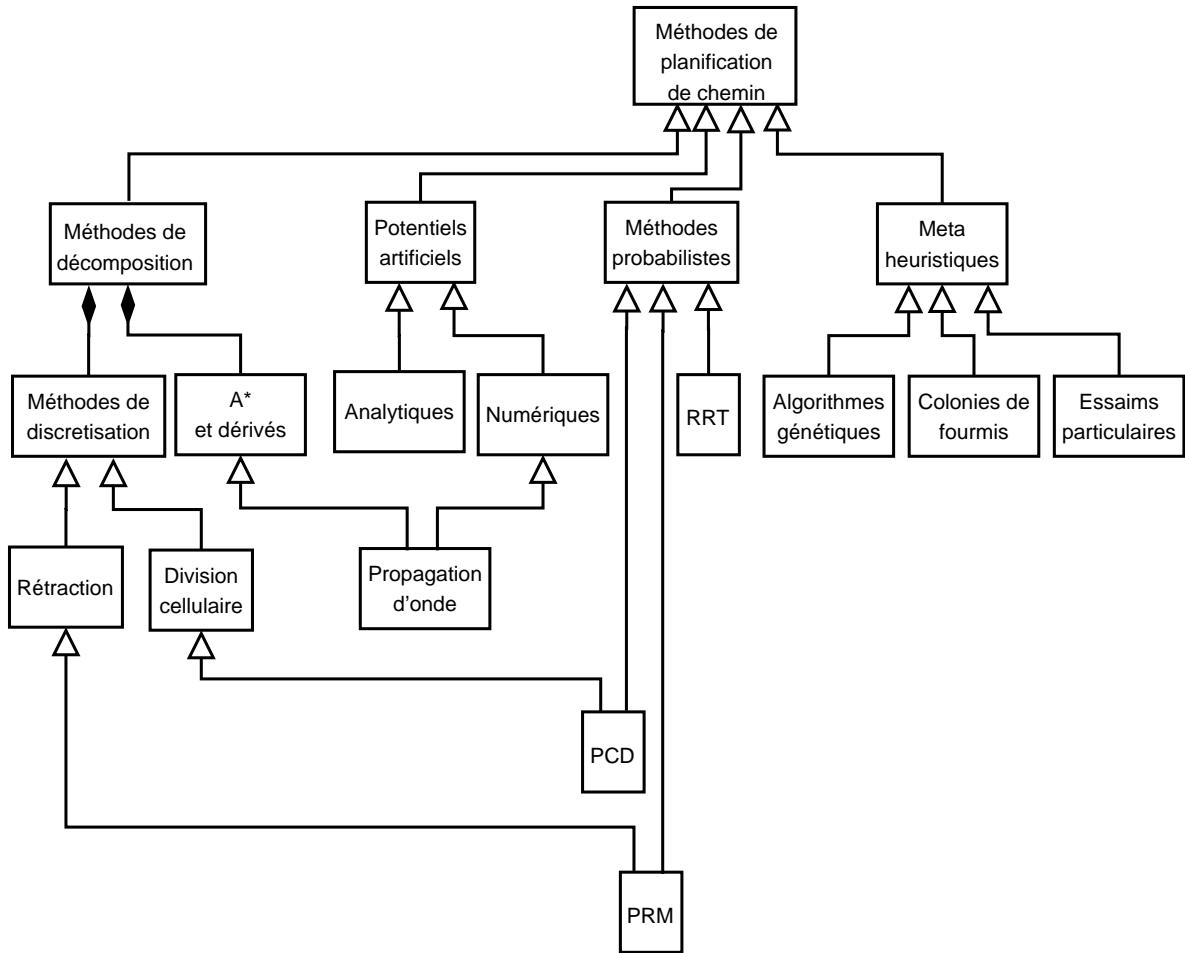 Méthodes de
planification
de chemin
Méthodes de
décomposition
Potentiels
artificiels
Méthodes
probabilistes
Meta
heuristiques
Méthodes de
discretisation
A*
et dérivés
Analytiques
Numériques
RRT
Algorithmes
génétiques
Colonies de
fourmis
Essaims
particulaires
Rétraction
Division
cellulaire
Propagation
d'onde
PCD
PRM